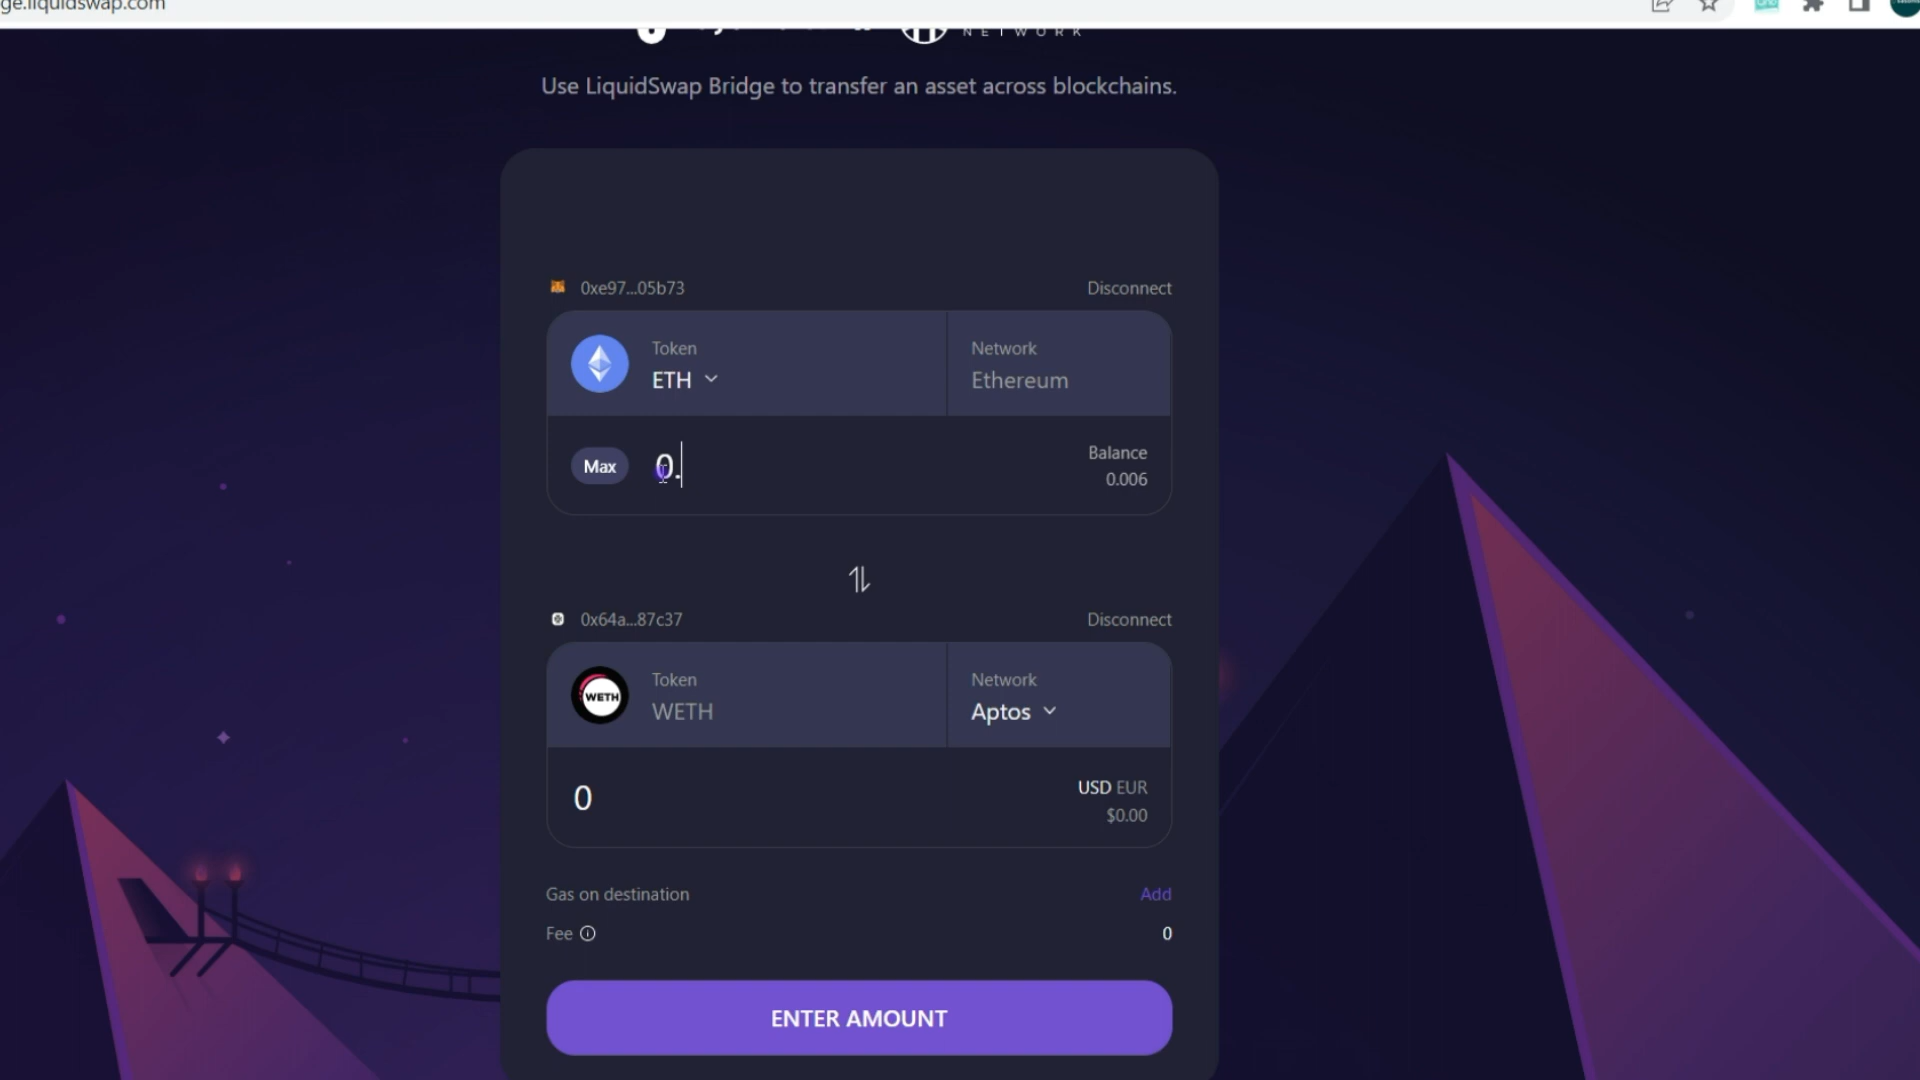 ge.liquidswap.com
NETWORK
Use LiquidSwap Bridge to transfer an asset across blockchains.
0xe97...05b73
Disconnect
Token
ETH
Network
Ethereum
Max
0.
Balance
0.006
0x64a...87c37
Disconnect
WETH
Token
WETH
Network
Aptos
0
USD EUR
$0.00
Gas on destination
Add
Fee
0
ENTER AMOUNT